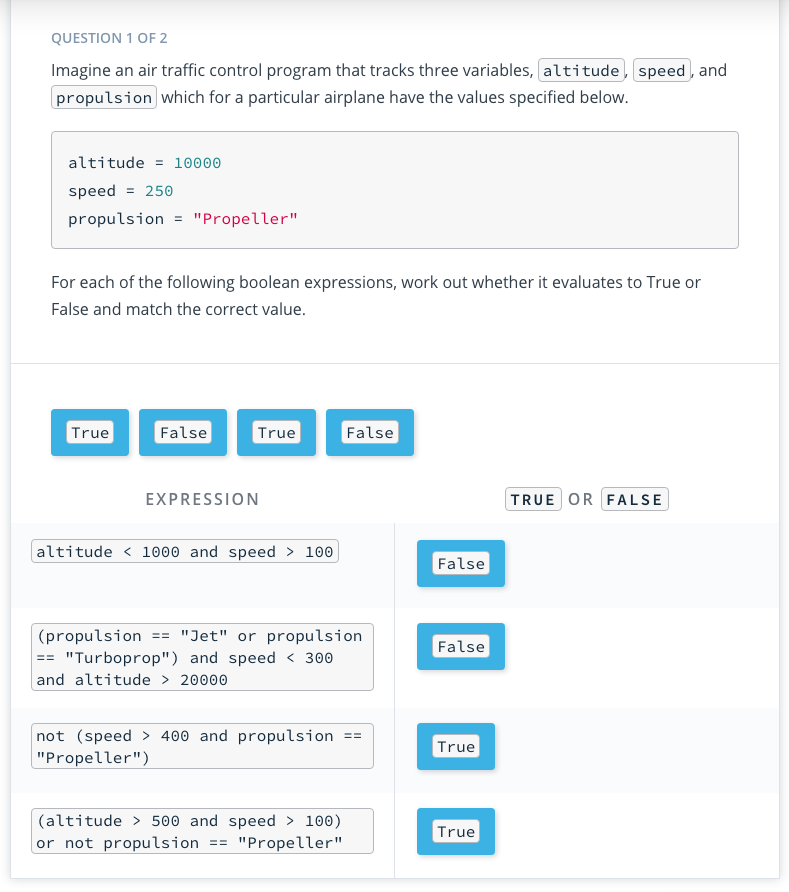 QUESTION 1 OF 2
Imagine an air traffic control program that tracks three variables, altitude, speed, and
propulsion which for a particular airplane have the values specified below.
altitude = 10000
speed = 250
propulsion = "Propeller"
For each of the following boolean expressions, work out whether it evaluates to True or
False and match the correct value.
True False True False
EXPRESSION TRUE OR FALSE
altitude < 1000 and speed > 100
False
(propulsion == "Jet" or propulsion
== "Turboprop") and speed < 300
and altitude > 20000
False
not (speed > 400 and propulsion ==
"Propeller")
True
(altitude > 500 and speed > 100)
or not propulsion == "Propeller"
True